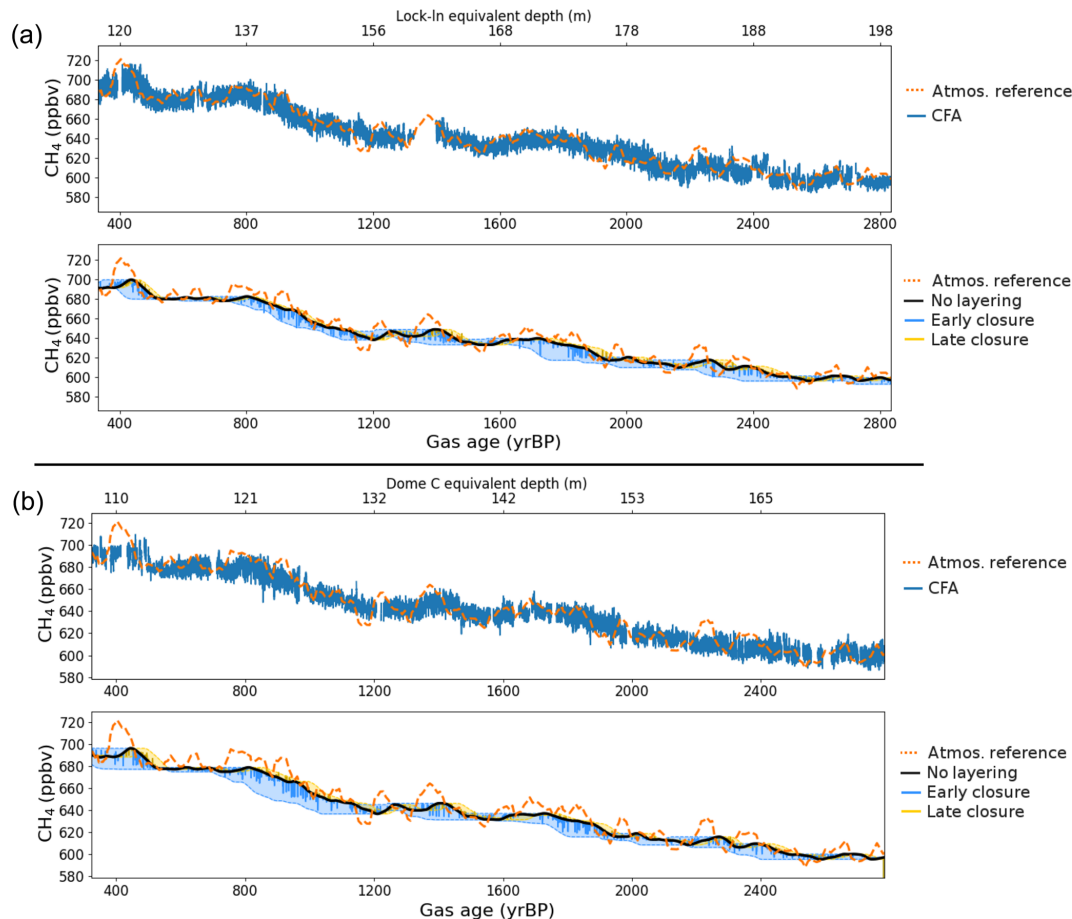 (a)
Lock-In equivalent depth (m)
120 137 156 168 178 188 198
CH4 (ppbv)
720
700
680
660
640
620
600
580
400 800 1200 1600 2000 2400 2800
Atmos. reference
CFA
CH4 (ppbv)
720
700
680
660
640
620
600
580
400 800 1200 1600 2000 2400 2800
Gas age (yrBP)
Atmos. reference
No layering
Early closure
Late closure
(b)
Dome C equivalent depth (m)
110 121 132 142 153 165
CH4 (ppbv)
720
700
680
660
640
620
600
580
400 800 1200 1600 2000 2400
Atmos. reference
CFA
CH4 (ppbv)
720
700
680
660
640
620
600
580
400 800 1200 1600 2000 2400
Gas age (yrBP)
Atmos. reference
No layering
Early closure
Late closure